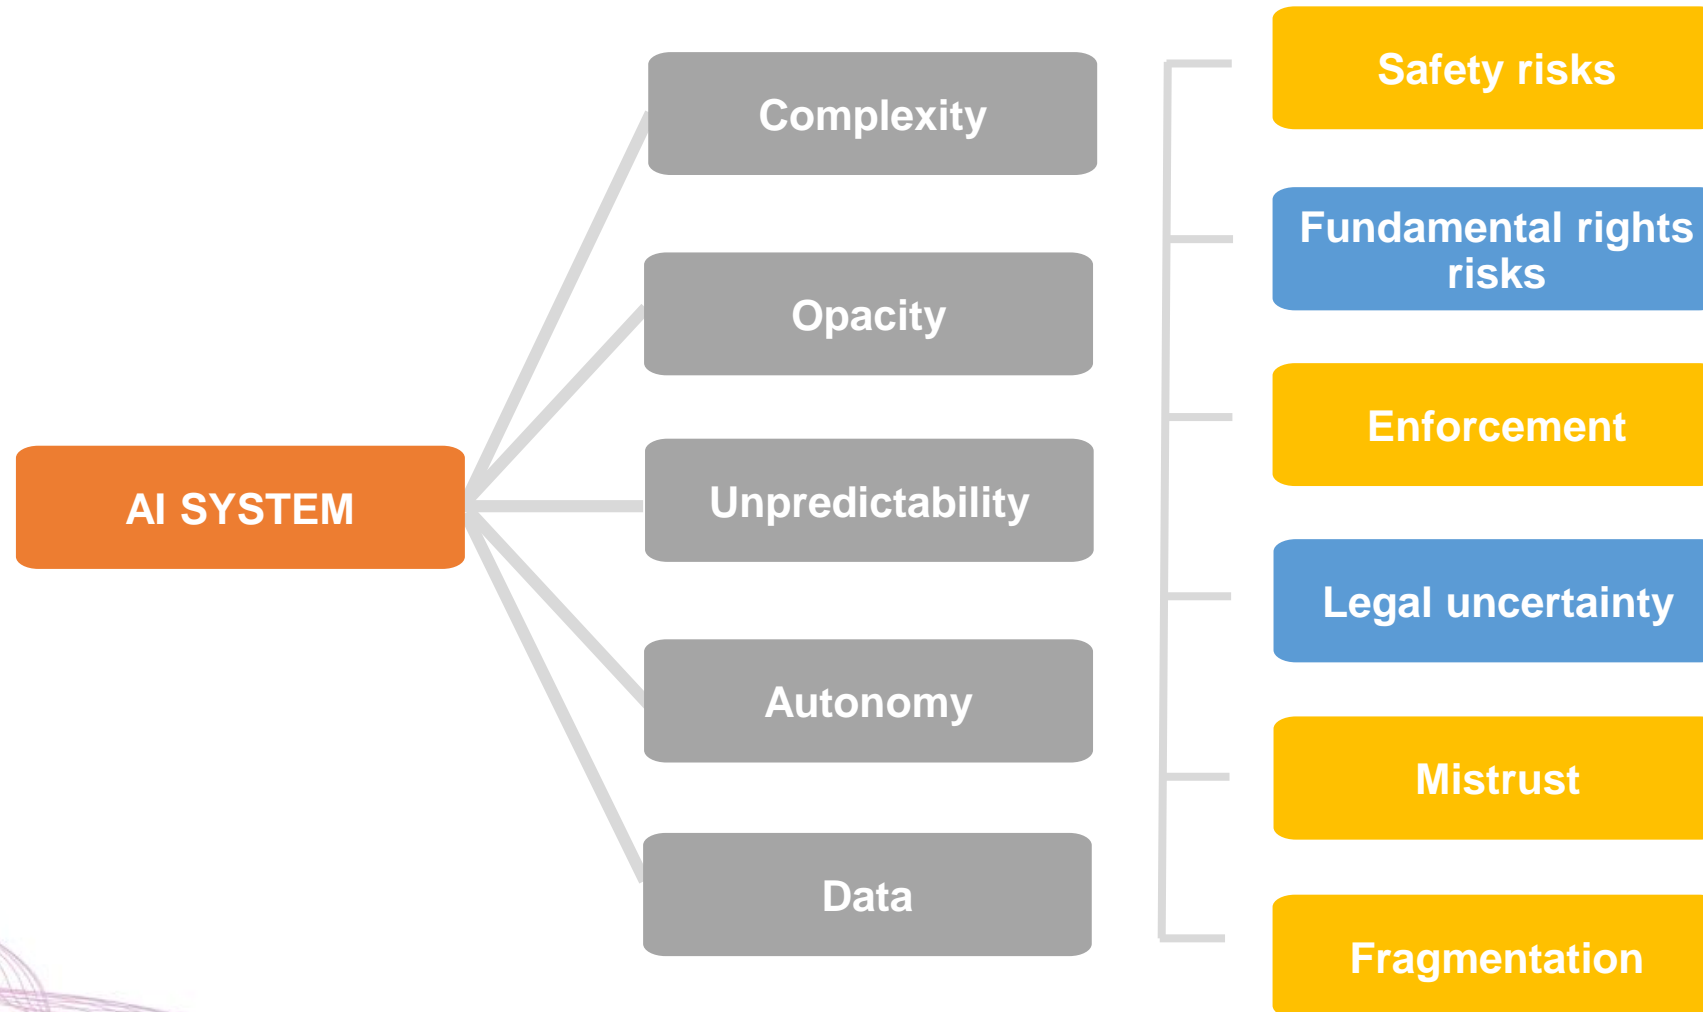 AI SYSTEM
Complexity
Opacity
Unpredictability
Autonomy
Data
Safety risks
Fundamental rights
risks
Enforcement
Legal uncertainty
Mistrust
Fragmentation